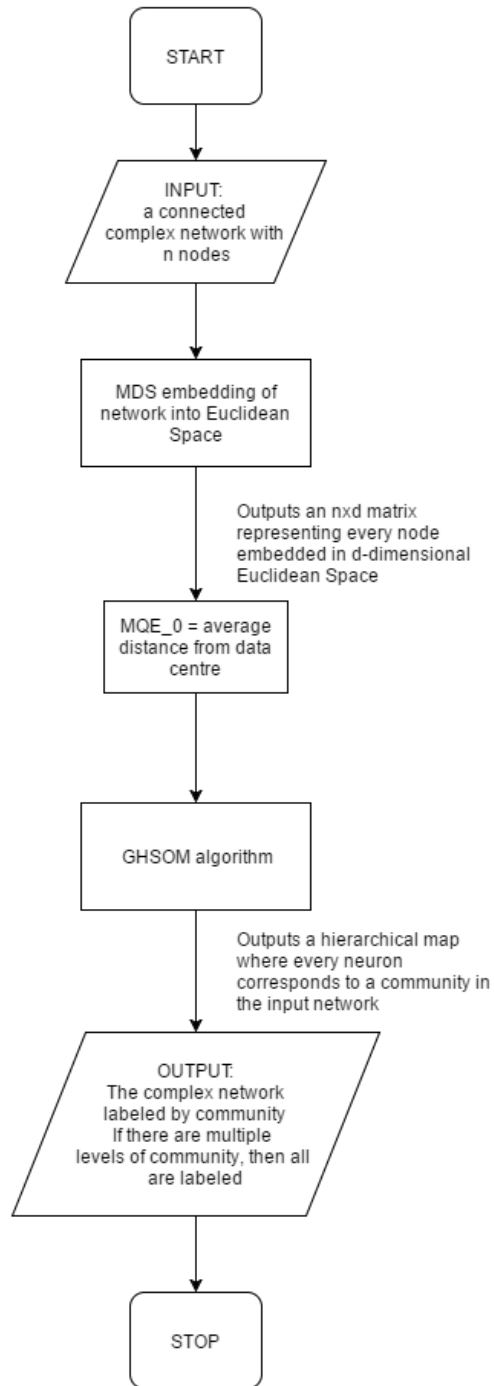 START
INPUT:
a connected
complex network with
n nodes
MDS embedding of
network into Euclidean
Space
Outputs an nxd matrix
representing every node
embedded in d-dimensional
Euclidean Space
MQE_0 = average
distance from data
centre
GHSOM algorithm
Outputs a hierarchical map
where every neuron
corresponds to a community in
the input network
OUTPUT:
The complex network
labeled by community
If there are multiple
levels of community, then all
are labeled
STOP